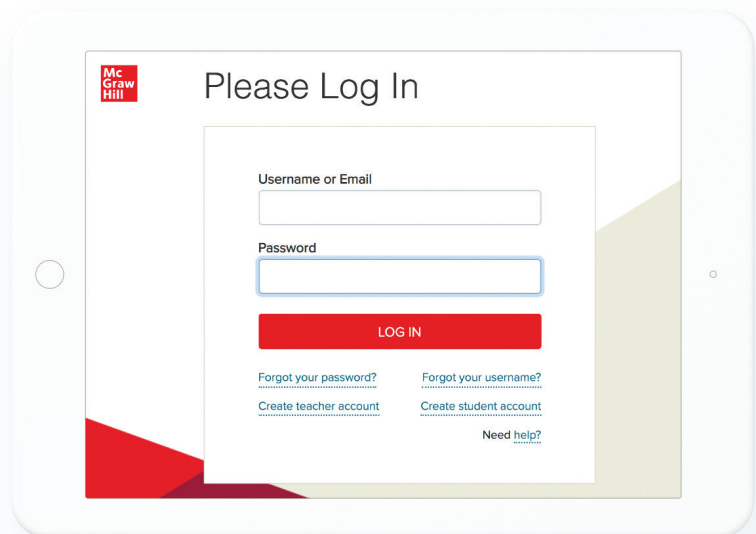 Mc
Graw
Hill
Please Log In
Username or Email
Password
LOG IN
Forgot your password? Forgot your username?
Create teacher account Create student account
Need help?